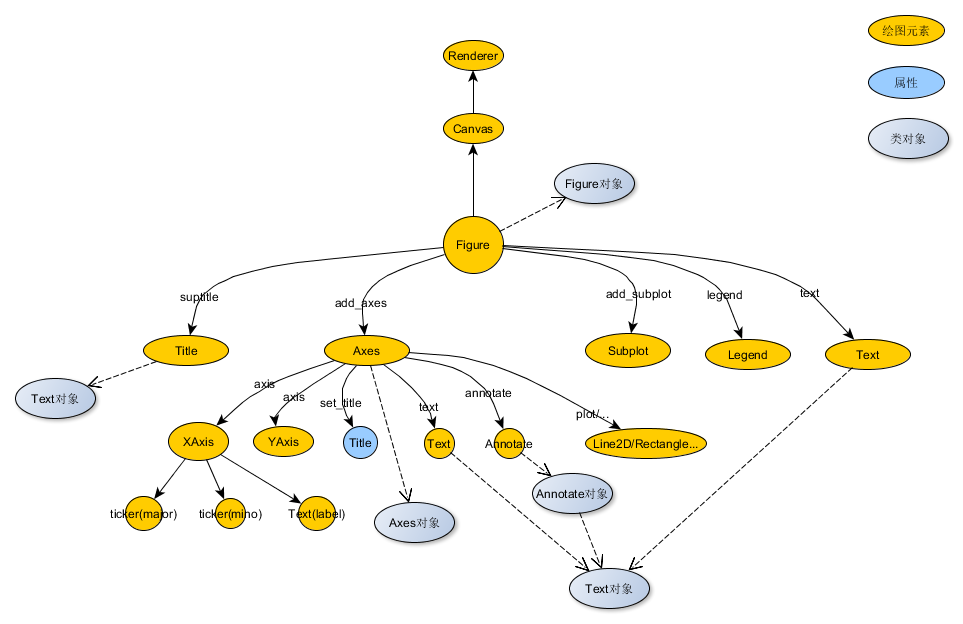 绘图元素
Renderer
属性
Canvas
类对象
Figure对象
Figure
suptitle
add_axes
add_subplot
legend
text
Title
Axes
Subplot
Legend
Text
Text对象
axis
axis
set_title
text
annotate
plot/...
XAxis
YAxis
Title
Text
Annotate
Line2D/Rectangle...
Annotate对象
ticker(major)
ticker(mino)
Text(label)
Axes对象
Text对象